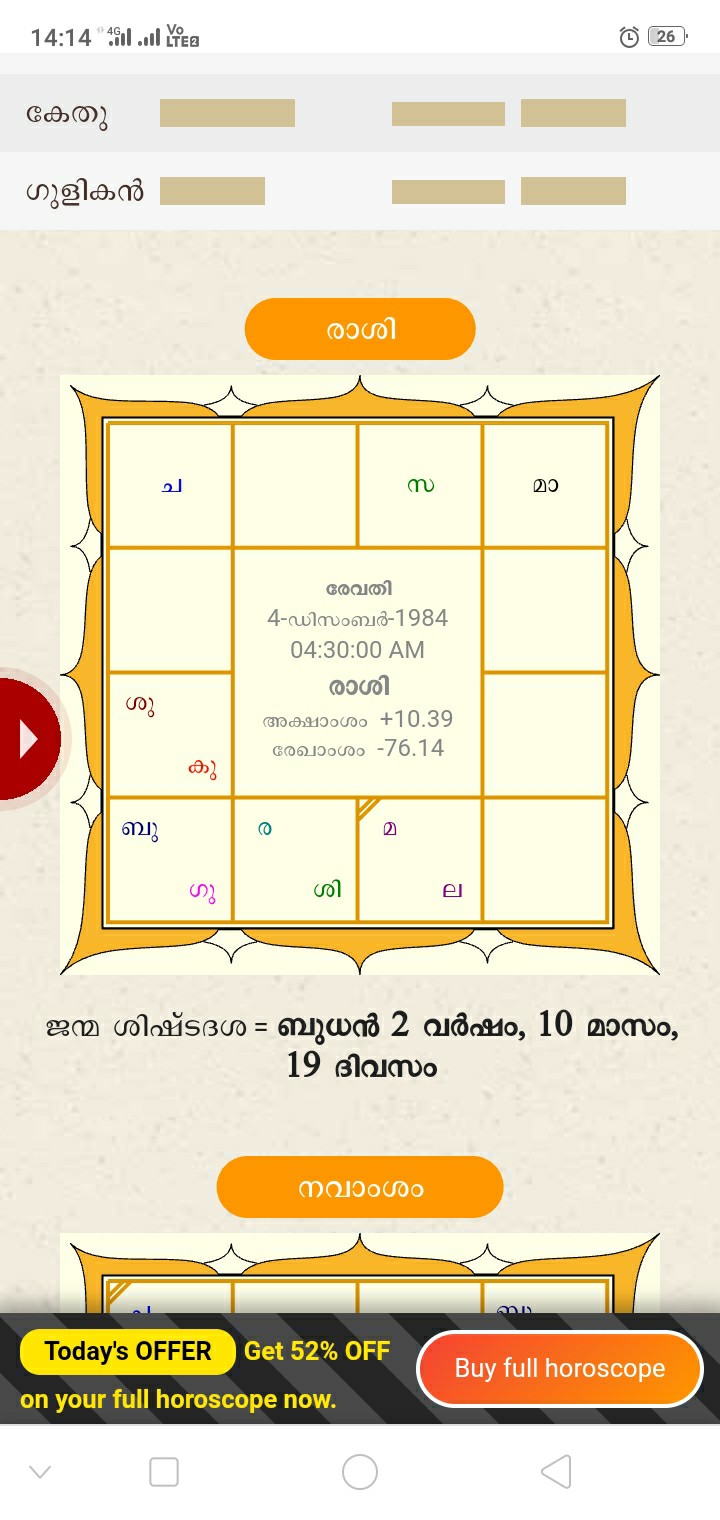 14:14 4G Vo LTE2 26
കേതു
ഗുളികൻ
രാശി
ച സ മാ
രേവതി
4-ഡിസംബർ-1984
04:30:00 AM
രാശി
ശു
അക്ഷാംശം +10.39
രേഖാംശം -76.14
കു
ബു ര മ
ഗു ശി ല
ജന്മ ശിഷ്ടദശ = ബുധൻ 2 വർഷം, 10 മാസം,
19 ദിവസം
നവാംശം
Today's OFFER Get 52% OFF
on your full horoscope now.
Buy full horoscope